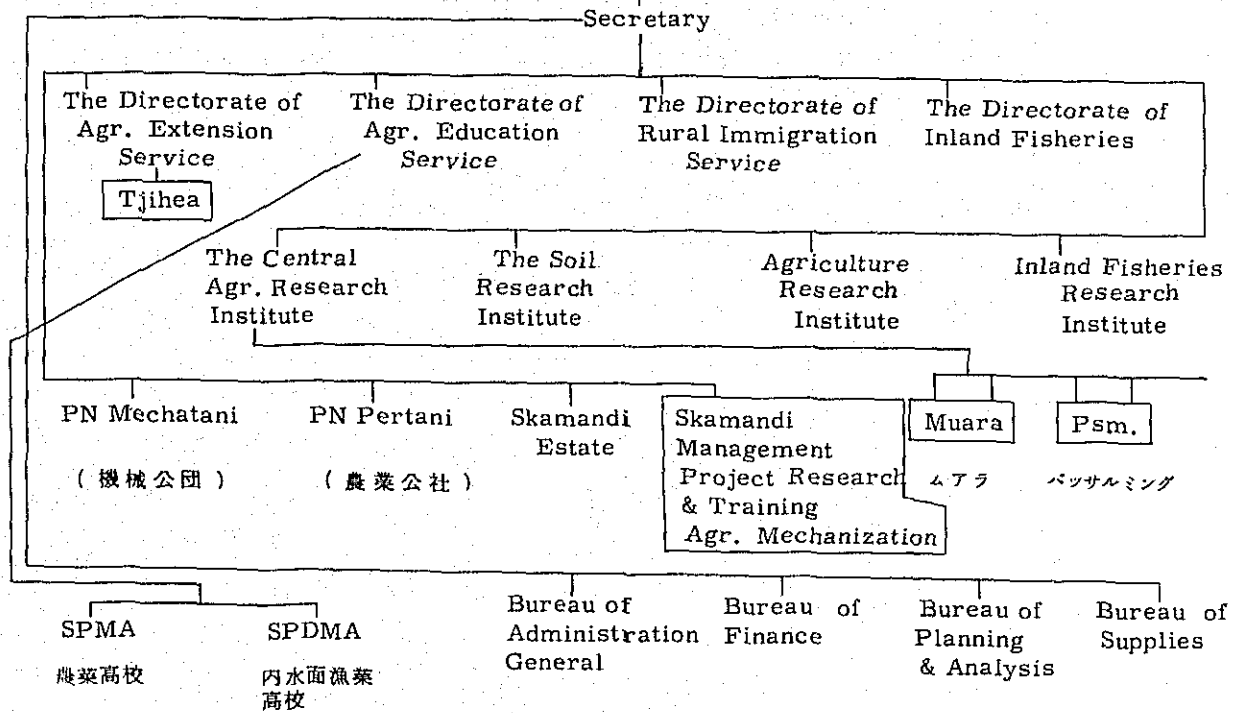 Secretary
The Directorate of
Agr. Extension
Service
Tjihea
The Directorate of
Agr. Education
Service
The Directorate of
Rural Immigration
Service
The Directorate of
Inland Fisheries
The Central
Agr. Research
Institute
The Soil
Research
Institute
Agriculture
Research
Institute
Inland Fisheries
Research
Institute
PN Mechatani
(機械公団)
PN Pertani
(農業公社)
Skamandi
Estate
Skamandi
Management
Project Research
& Training
Agr. Mechanization
Muara
ムアラ
Psm.
パッサルミング
SPMA
農業高校
SPDMA
内水面漁業
高校
Bureau of
Administration
General
Bureau of
Finance
Bureau of
Planning
& Analysis
Bureau of
Supplies